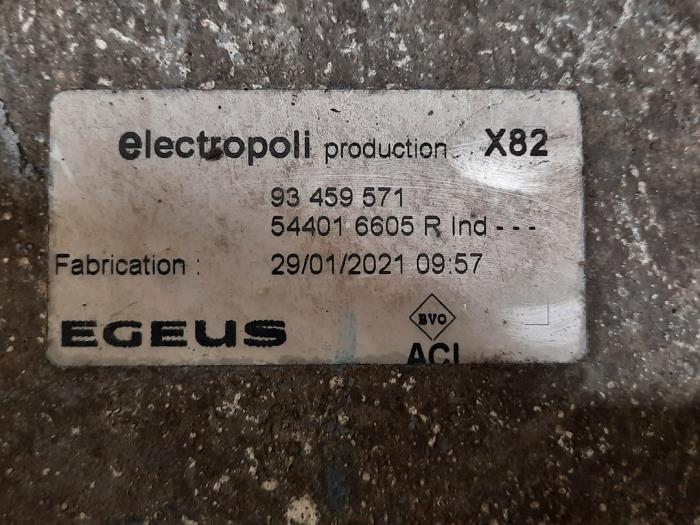 electropoli production X82
93 459 571
54401 6605 R Ind - - -
Fabrication : 29/01/2021 09:57
EGEUS
BVO
ACI